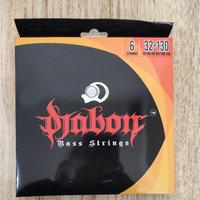 6
STRINGS
32-130
Djabon
Bass Strings